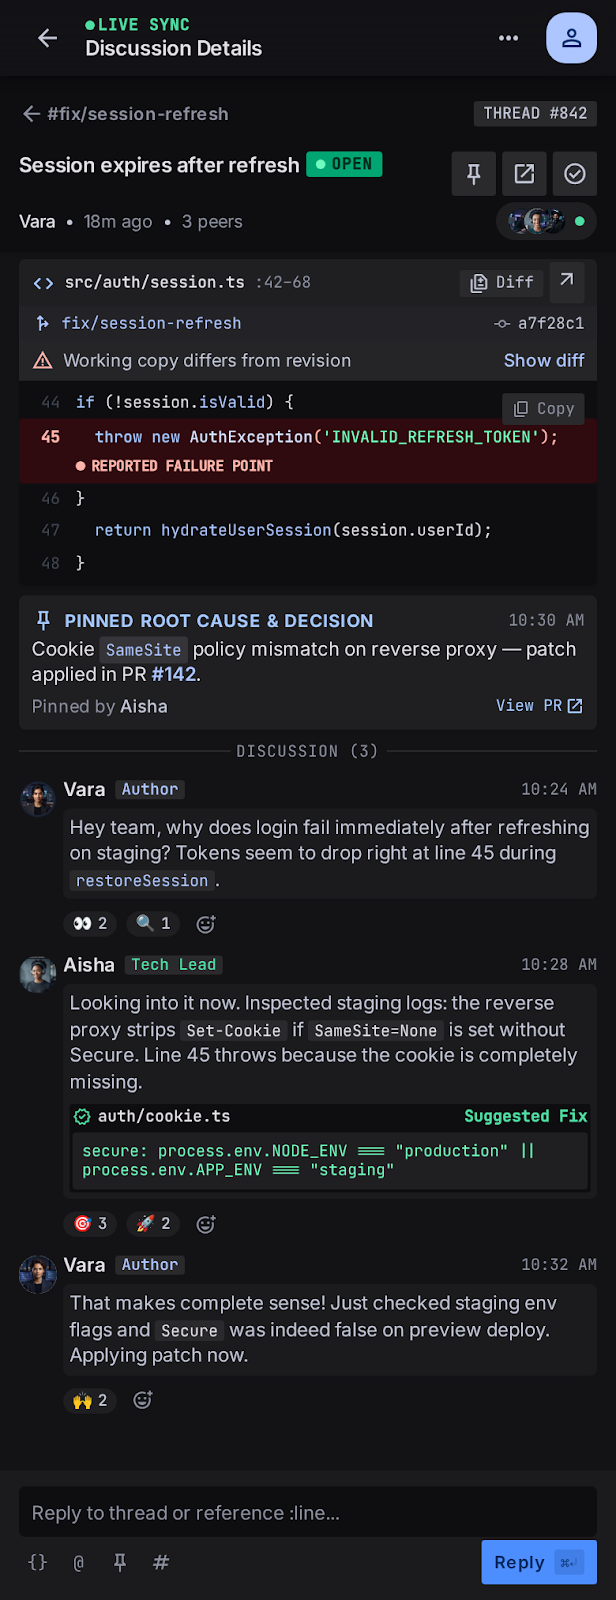 LIVE SYNC
Discussion Details
#fix/session-refresh
THREAD #842
Session expires after refresh
OPEN
Vara • 18m ago • 3 peers
src/auth/session.ts :42–68
Diff
fix/session-refresh
a7f28c1
Working copy differs from revision
Show diff
44 if (!session.isValid) {
Copy
45 throw new AuthException('INVALID_REFRESH_TOKEN');
REPORTED FAILURE POINT
46 }
47 return hydrateUserSession(session.userId);
48 }
PINNED ROOT CAUSE & DECISION
10:30 AM
Cookie SameSite policy mismatch on reverse proxy — patch
applied in PR #142.
Pinned by Aisha
View PR
DISCUSSION (3)
Vara Author 10:24 AM
Hey team, why does login fail immediately after refreshing
on staging? Tokens seem to drop right at line 45 during
restoreSession.
👀 2 🔍 1
Aisha Tech Lead 10:28 AM
Looking into it now. Inspected staging logs: the reverse
proxy strips Set-Cookie if SameSite=None is set without
Secure. Line 45 throws because the cookie is completely
missing.
auth/cookie.ts
Suggested Fix
secure: process.env.NODE_ENV === "production" ||
process.env.APP_ENV === "staging"
🎯 3 🚀 2
Vara Author 10:32 AM
That makes complete sense! Just checked staging env
flags and Secure was indeed false on preview deploy.
Applying patch now.
🙌 2
Reply to thread or reference :line...
{} @ #
Reply ⌘↵